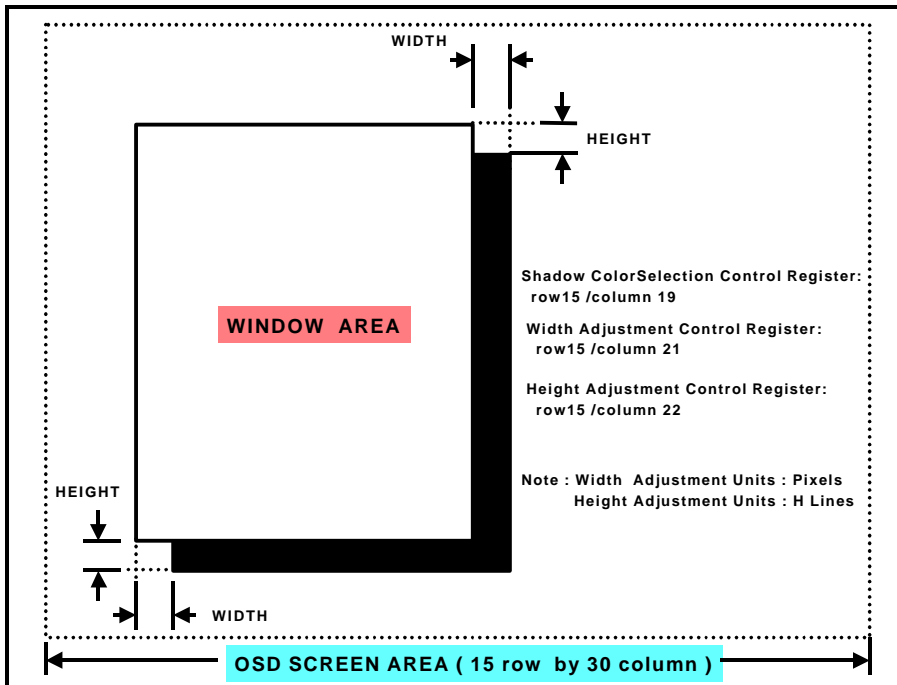 WIDTH
HEIGHT
Shadow ColorSelection Control Register:
row15 /column 19
WINDOW AREA
Width Adjustment Control Register:
row15 /column 21
Height Adjustment Control Register:
row15 /column 22
Note : Width Adjustment Units : Pixels
Height Adjustment Units : H Lines
HEIGHT
WIDTH
OSD SCREEN AREA ( 15 row by 30 column )